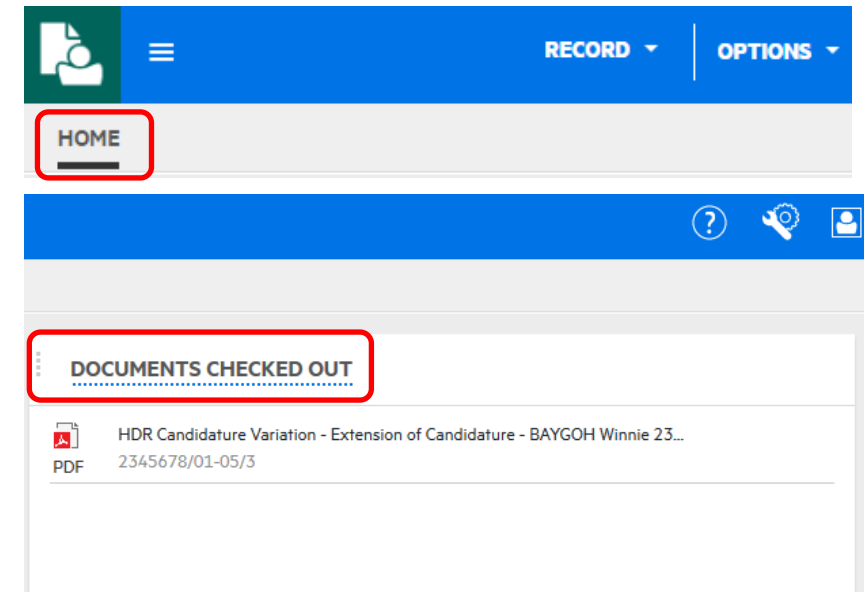 RECORD
OPTIONS
HOME
?
DOCUMENTS CHECKED OUT
HDR Candidature Variation - Extension of Candidature - BAYGOH Winnie 23...
PDF
2345678/01-05/3